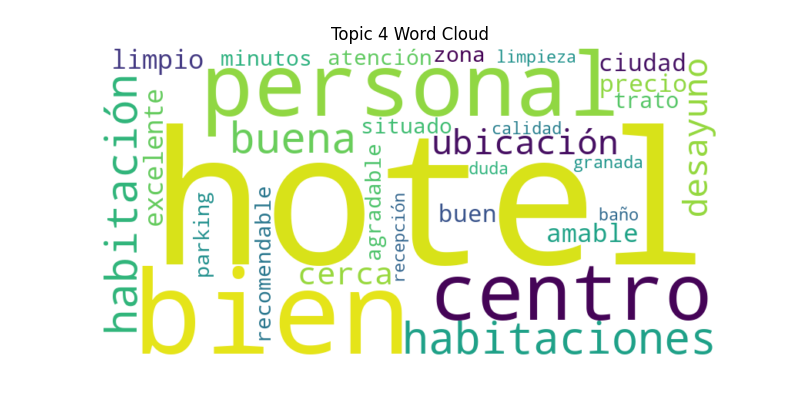 Topic 4 Word Cloud
limpio
minutos
atención
zona
limpieza
ciudad
personal
precio
trato
desayuno
habitación
excelente
buena
situado
calidad
ubicación
hotel
duda
granada
agradable
parking
recomendable
recepción
buen
baño
amable
cerca
bien
centro
habitaciones